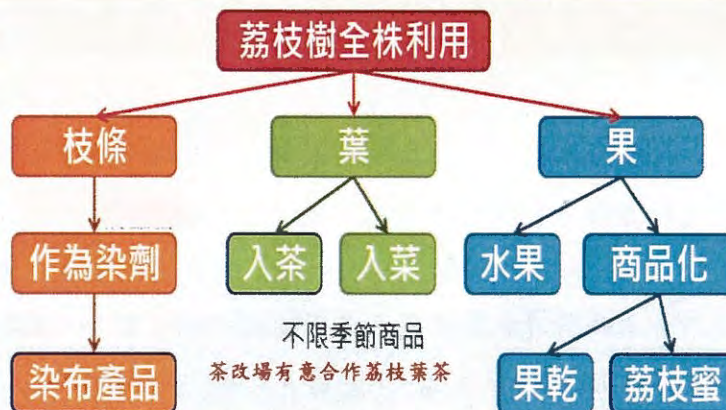 荔枝樹全株利用
枝條
葉
果
作為染劑
入茶
入菜
水果
商品化
不限季節商品
茶改場有意合作荔枝葉茶
染布產品
果乾
荔枝蜜